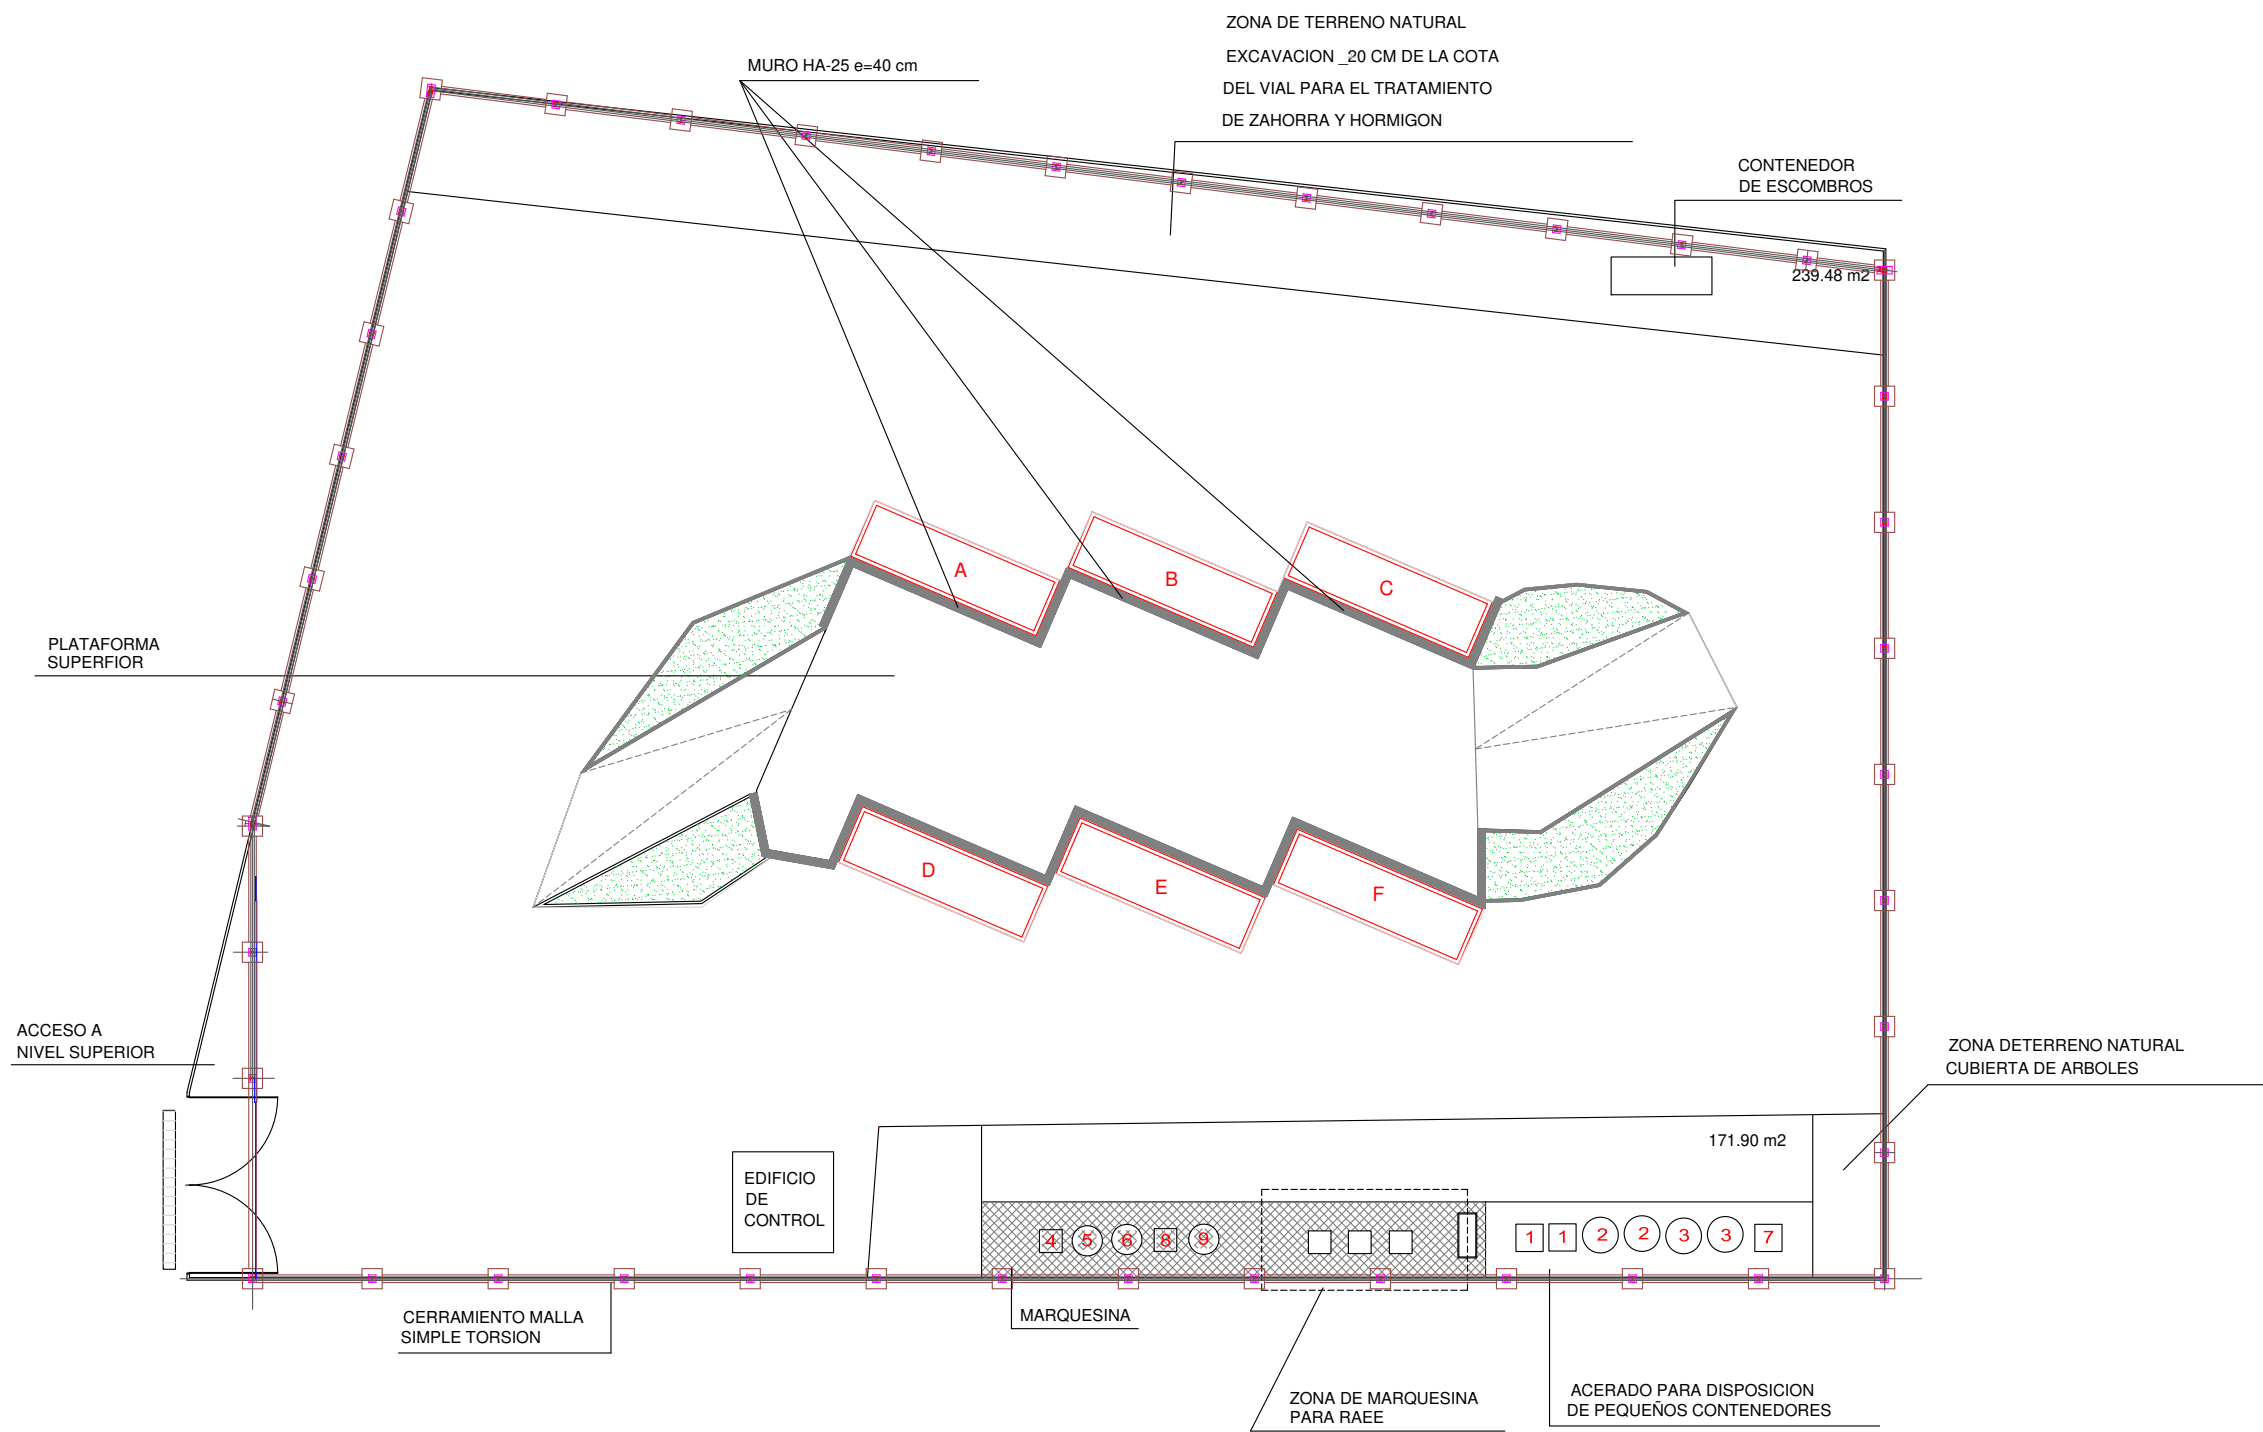 ZONA DE TERRENO NATURAL
EXCAVACION _20 CM DE LA COTA
DEL VIAL PARA EL TRATAMIENTO
DE ZAHORRA Y HORMIGON
MURO HA-25 e=40 cm
CONTENEDOR
DE ESCOMBROS
239.48 m2
A
B
C
PLATAFORMA
SUPERFIOR
D
E
F
ACCESO A
NIVEL SUPERIOR
ZONA DETERRENO NATURAL
CUBIERTA DE ARBOLES
171.90 m2
EDIFICIO
DE
CONTROL
4 5 6 8 9
1 1 2 2 3 3 7
CERRAMIENTO MALLA
SIMPLE TORSION
MARQUESINA
ZONA DE MARQUESINA
PARA RAEE
ACERADO PARA DISPOSICION
DE PEQUEÑOS CONTENEDORES